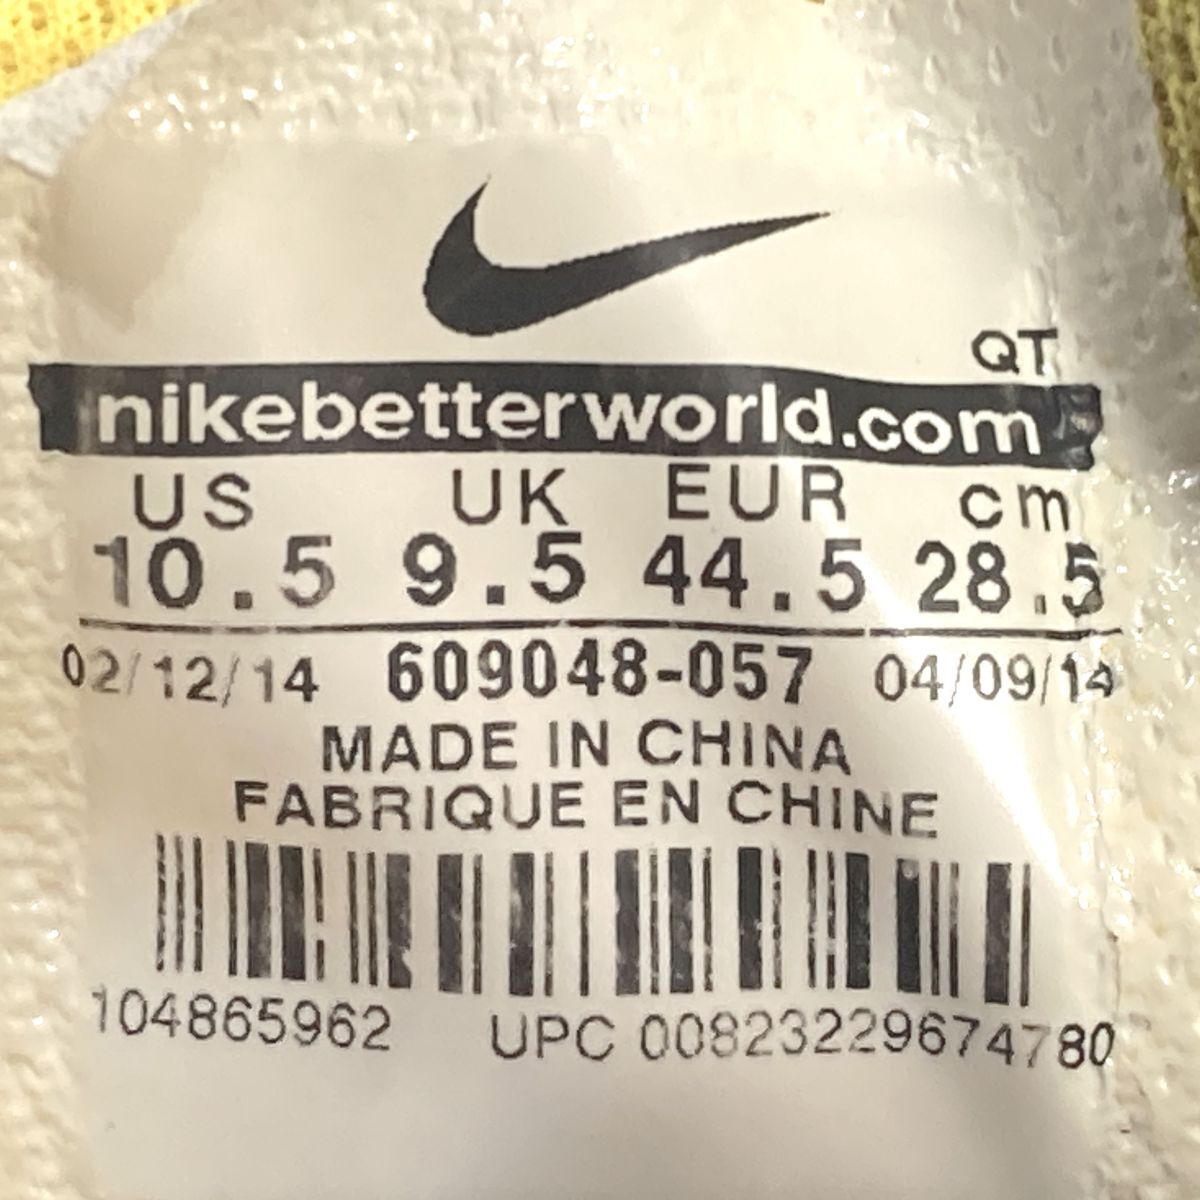 QT
nikebetterworld.com
US UK EUR cm
10.5 9.5 44.5 28.5
02/12/14 609048-057 04/09/14
MADE IN CHINA
FABRIQUE EN CHINE
104865962 UPC 00823229674780